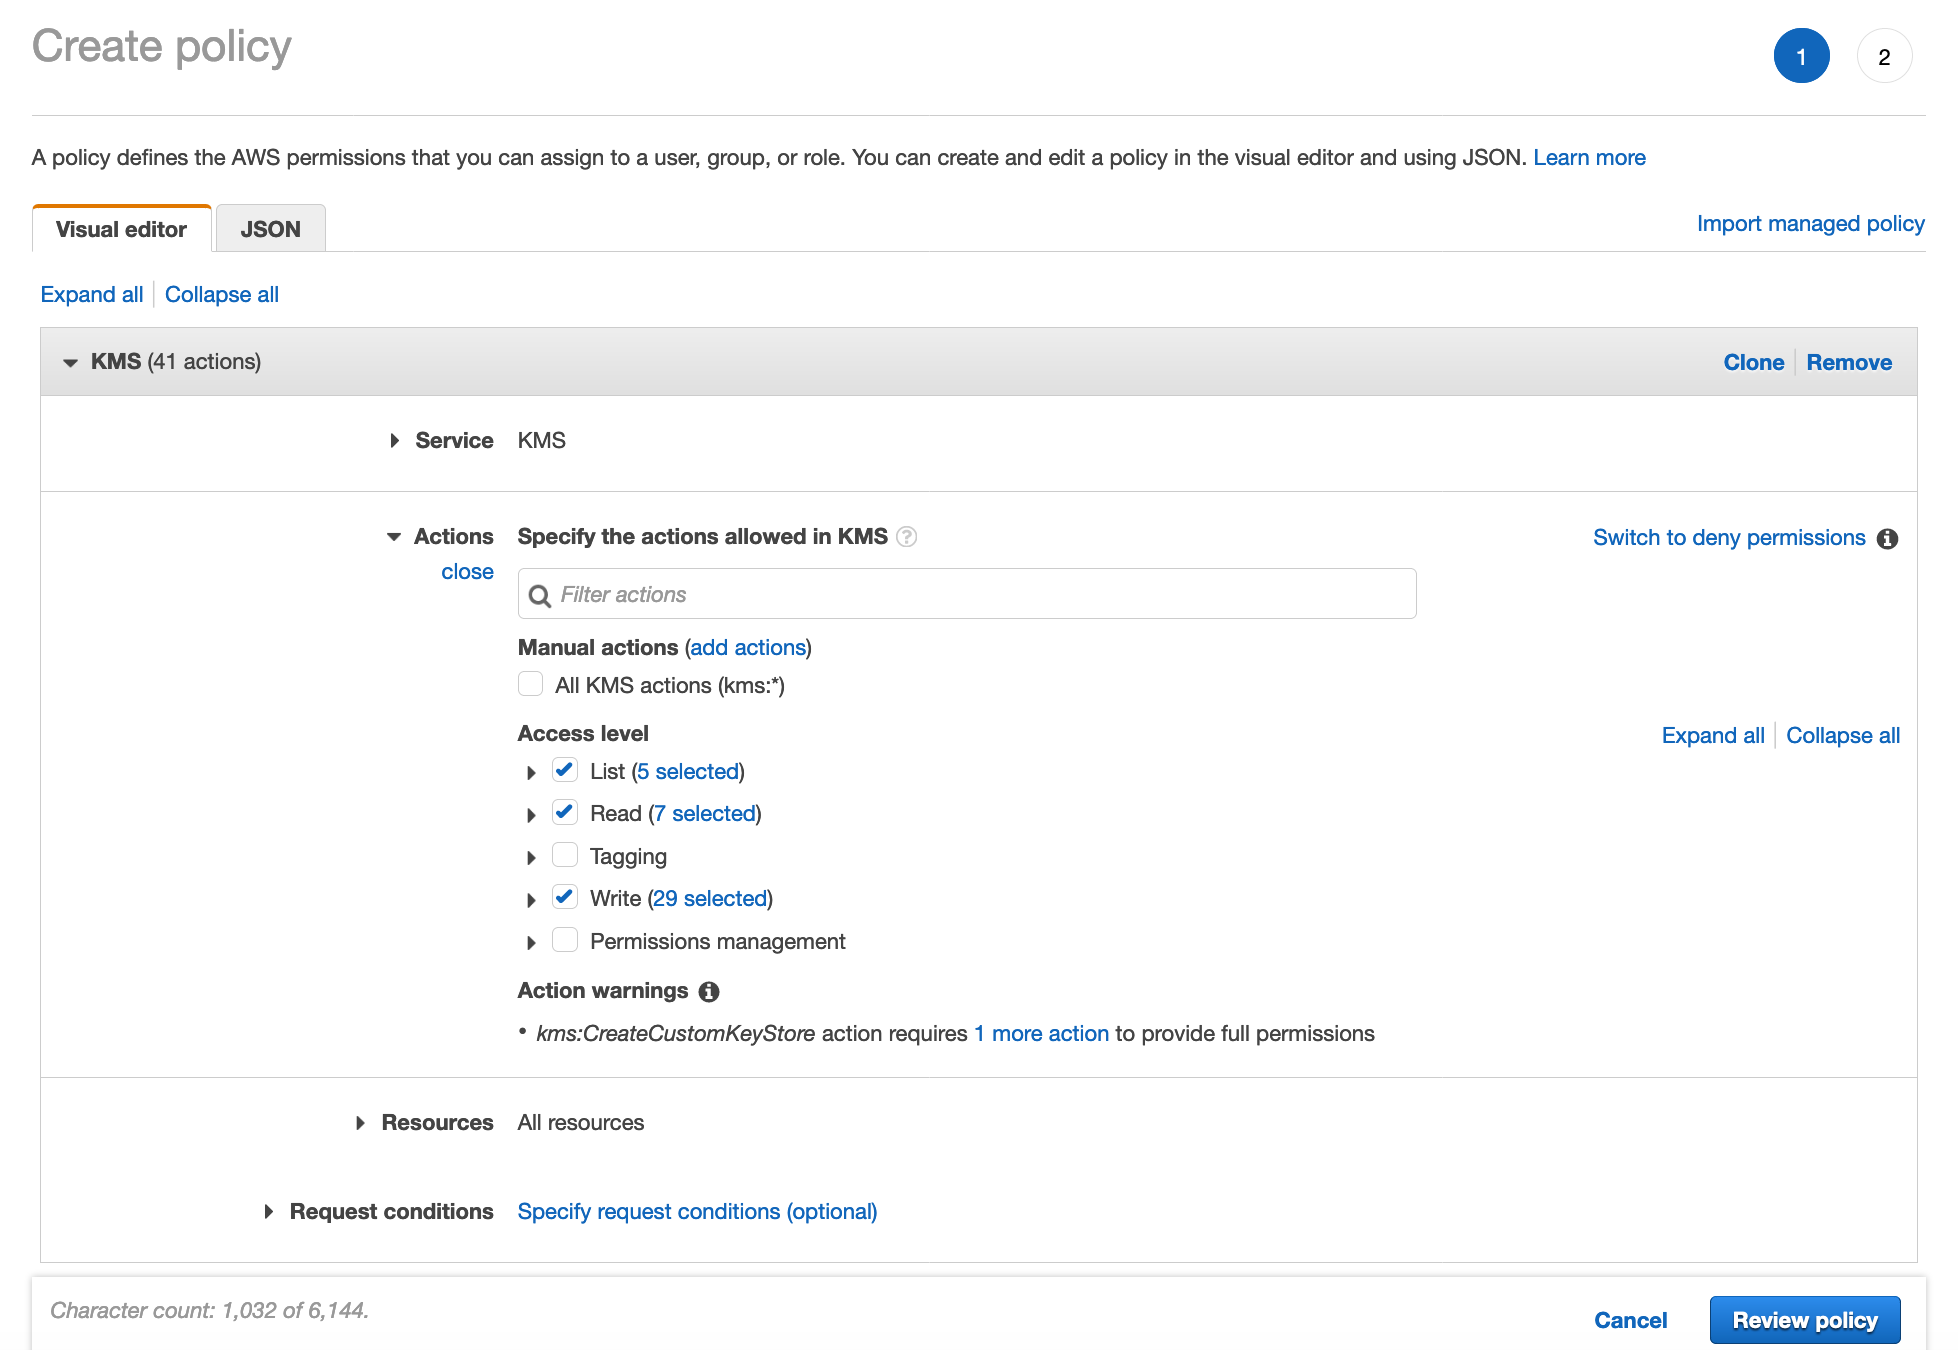 Create policy
1 2
A policy defines the AWS permissions that you can assign to a user, group, or role. You can create and edit a policy in the visual editor and using JSON. Learn more
Visual editor JSON Import managed policy
Expand all Collapse all
KMS (41 actions) Clone Remove
Service KMS
Actions Specify the actions allowed in KMS ? Switch to deny permissions i
close
Filter actions
Manual actions (add actions)
All KMS actions (kms:*)
Access level Expand all Collapse all
List (5 selected)
Read (7 selected)
Tagging
Write (29 selected)
Permissions management
Action warnings i
• kms:CreateCustomKeyStore action requires 1 more action to provide full permissions
Resources All resources
Request conditions Specify request conditions (optional)
Character count: 1,032 of 6,144.
Cancel Review policy